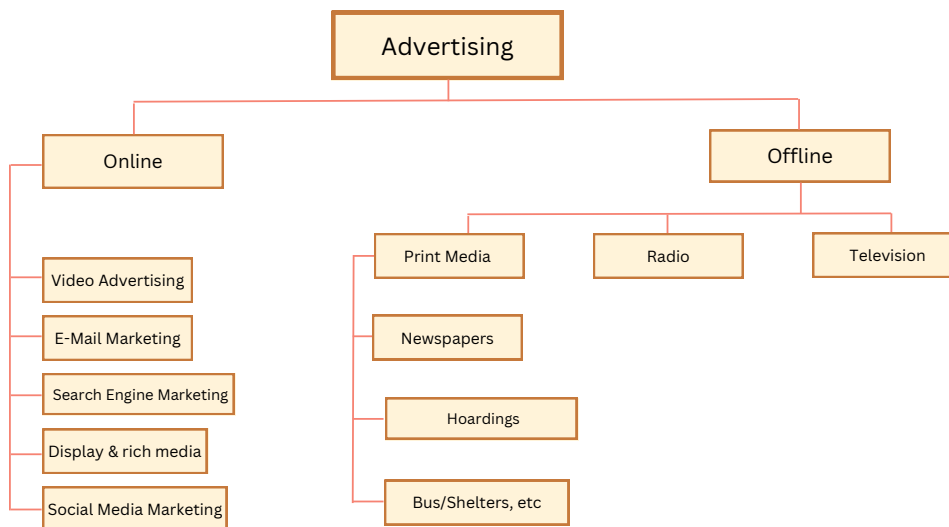 Advertising
Online
Offline
Print Media
Radio
Television
Video Advertising
E-Mail Marketing
Newspapers
Search Engine Marketing
Hoardings
Display & rich media
Social Media Marketing
Bus/Shelters, etc